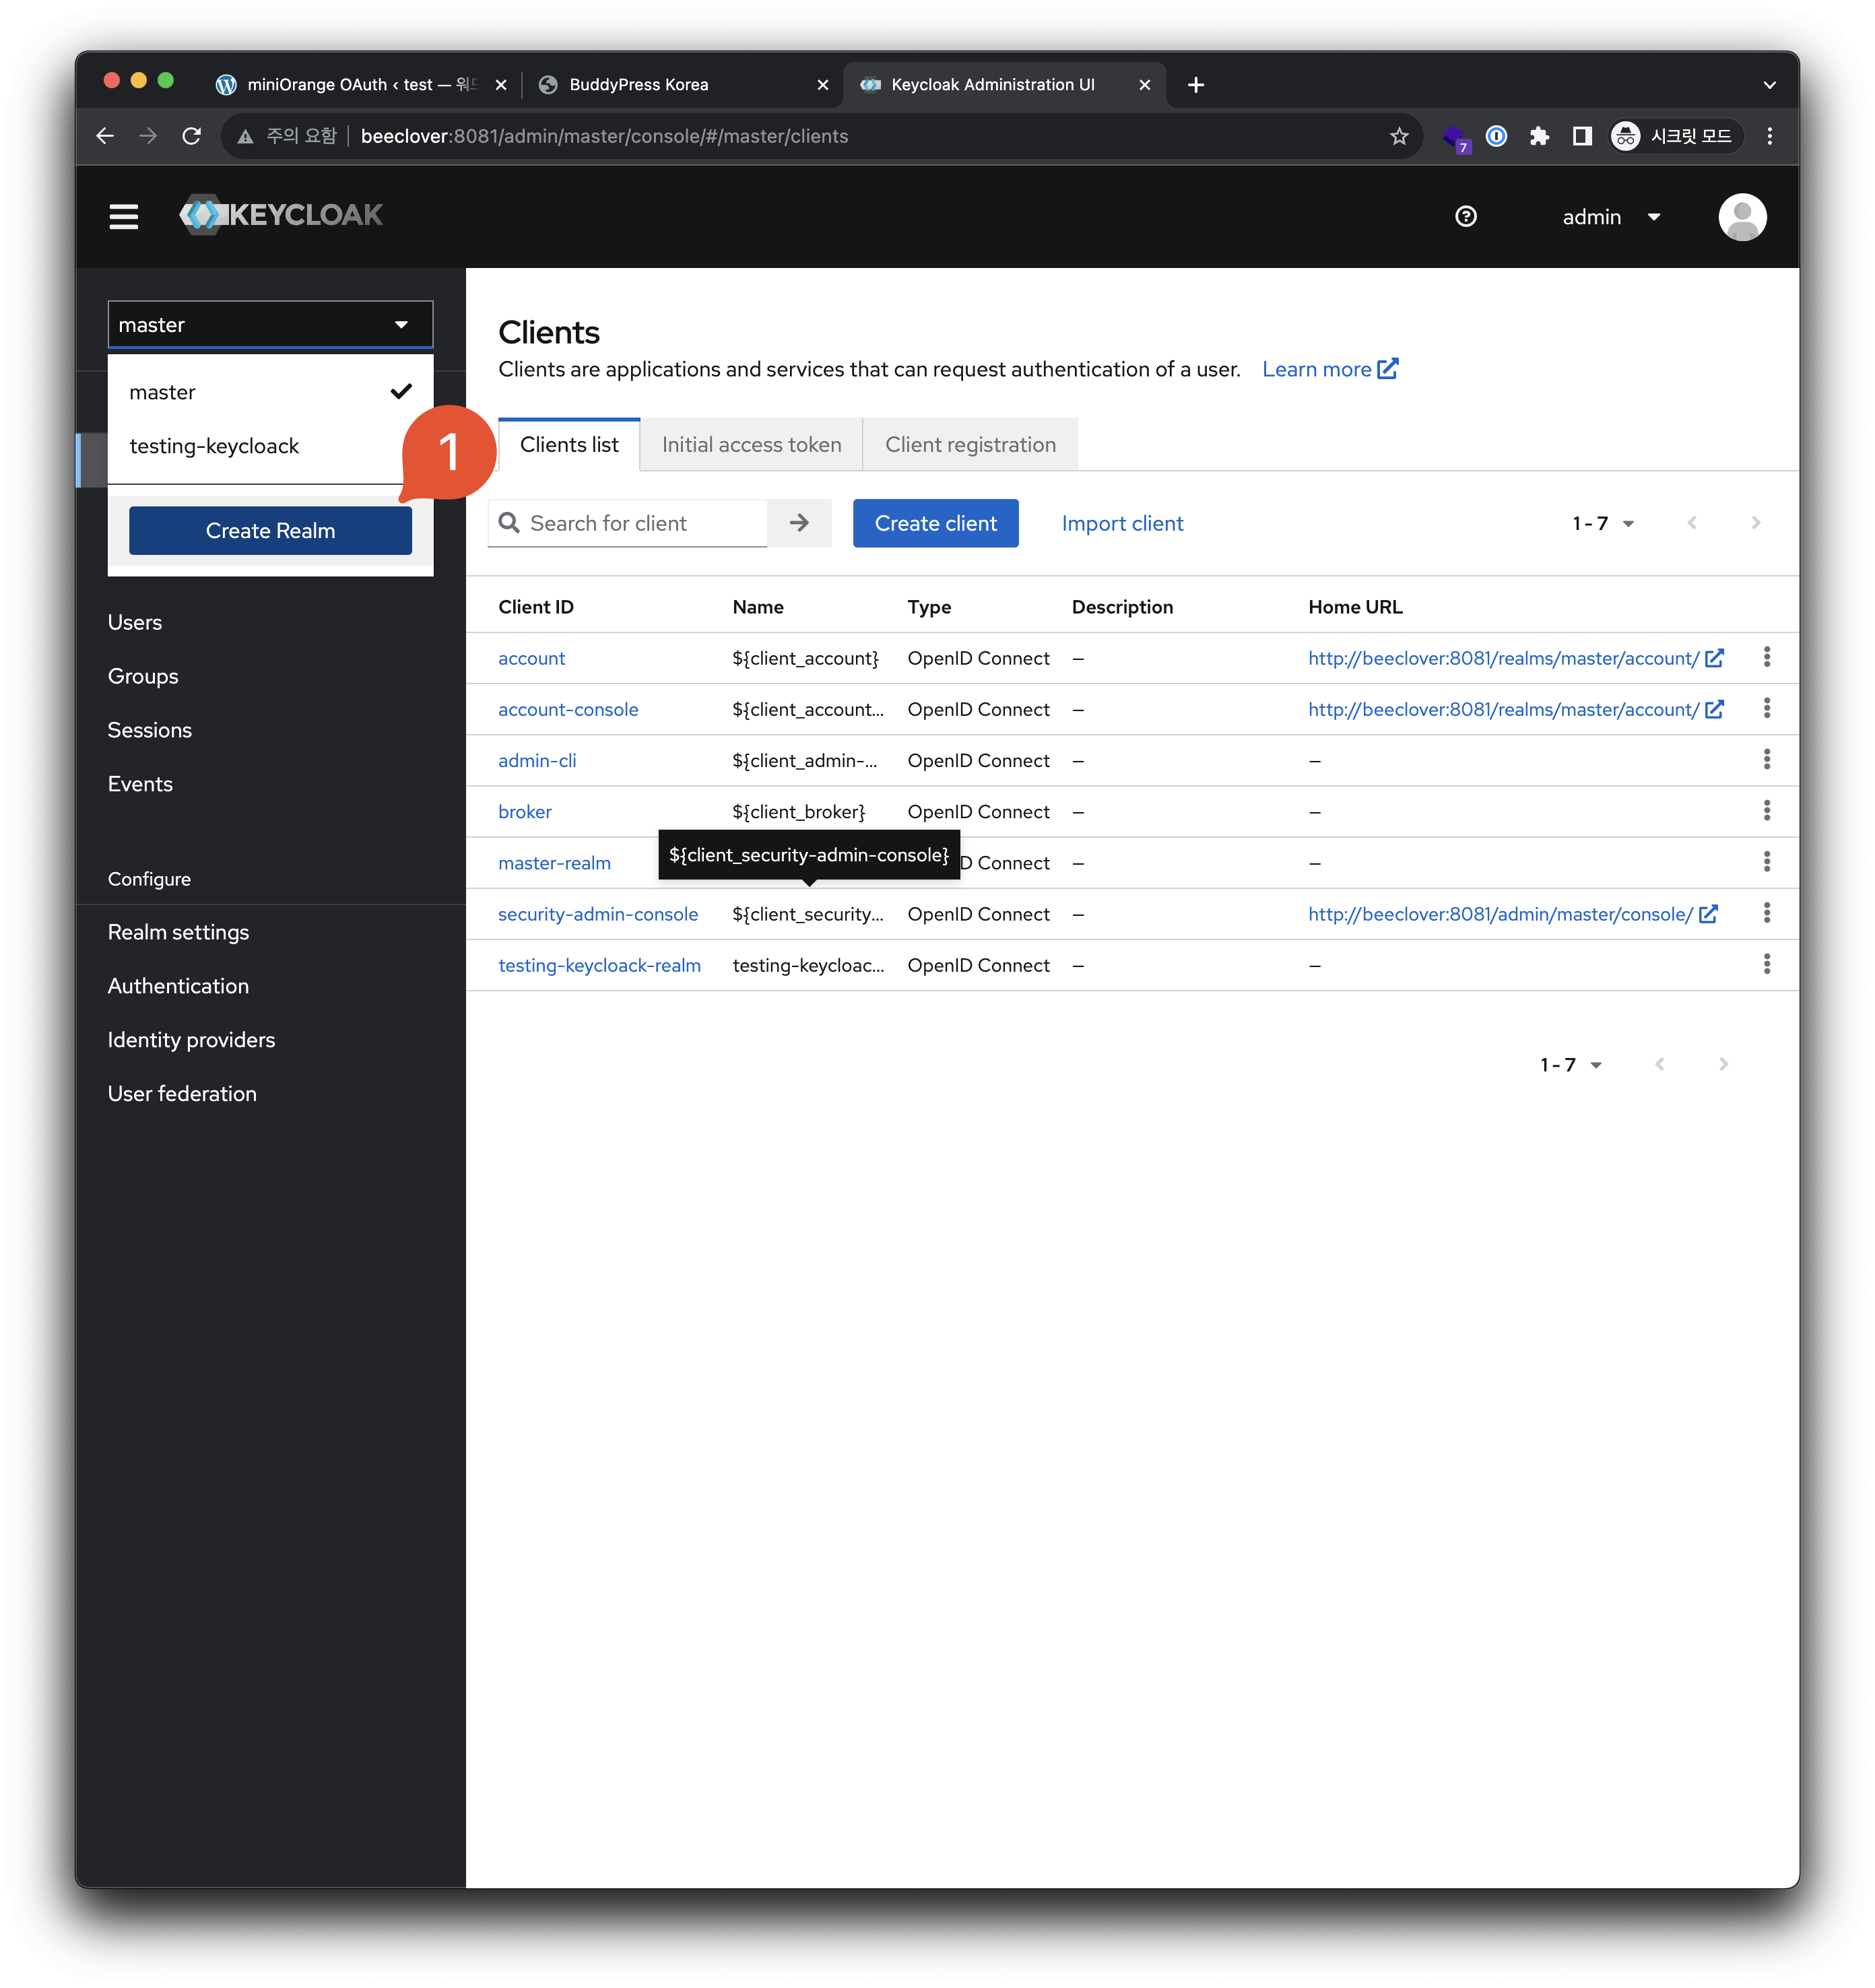 miniOrange OAuth ‹ test — 워드
BuddyPress Korea
Keycloak Administration UI
주의 요함
beeclover:8081/admin/master/console/#/master/clients
7
시크릿 모드
KEYCLOAK
admin
master
master
testing-keycloack
1
Create Realm
Users
Groups
Sessions
Events
Configure
Realm settings
Authentication
Identity providers
User federation
Clients
Clients are applications and services that can request authentication of a user. Learn more
Clients list
Initial access token
Client registration
Search for client
Create client
Import client
1 - 7
Client ID Name Type Description Home URL
account ${client_account} OpenID Connect — http://beeclover:8081/realms/master/account/
account-console ${client_account... OpenID Connect — http://beeclover:8081/realms/master/account/
admin-cli ${client_admin-... OpenID Connect — —
broker ${client_broker} OpenID Connect — —
${client_security-admin-console}
master-realm D Connect — —
security-admin-console ${client_security... OpenID Connect — http://beeclover:8081/admin/master/console/
testing-keycloack-realm testing-keycloac... OpenID Connect — —
1 - 7